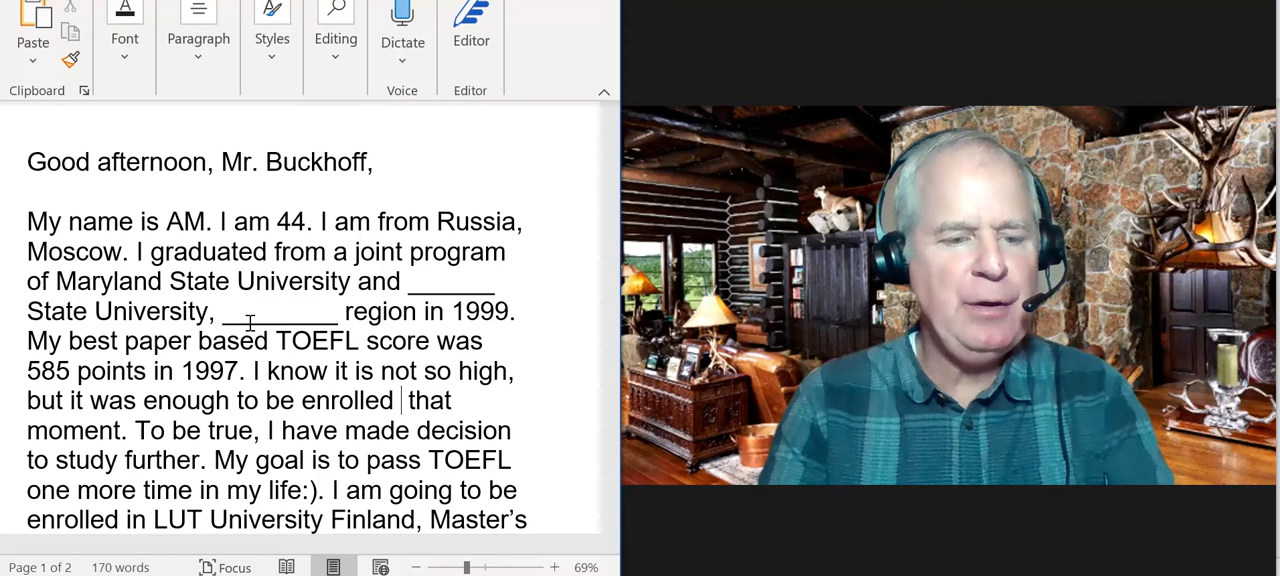 Paste
Font
Paragraph
Styles
Editing
Dictate
Editor
Clipboard
Voice
Editor
Good afternoon, Mr. Buckhoff,
My name is AM. I am 44. I am from Russia,
Moscow. I graduated from a joint program
of Maryland State University and ______
State University, ________ region in 1999.
My best paper based TOEFL score was
585 points in 1997. I know it is not so high,
but it was enough to be enrolled that
moment. To be true, I have made decision
to study further. My goal is to pass TOEFL
one more time in my life:). I am going to be
enrolled in LUT University Finland, Master’s
Page 1 of 2 170 words Focus 69%